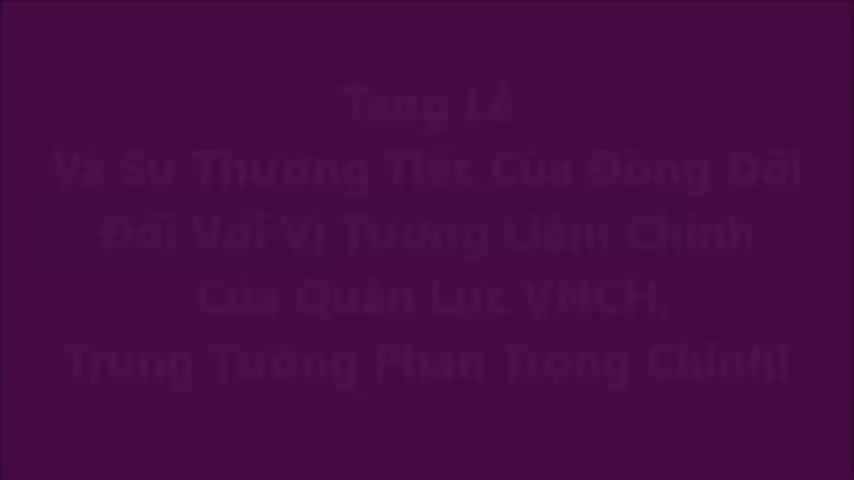 Tang Lễ
Và Sự Thương Tiếc Của Đồng Đội
Đối Với Vị Tướng Liêm Chính
Của Quân Lực VNCH,
Trung Tướng Phan Trọng Chinh!